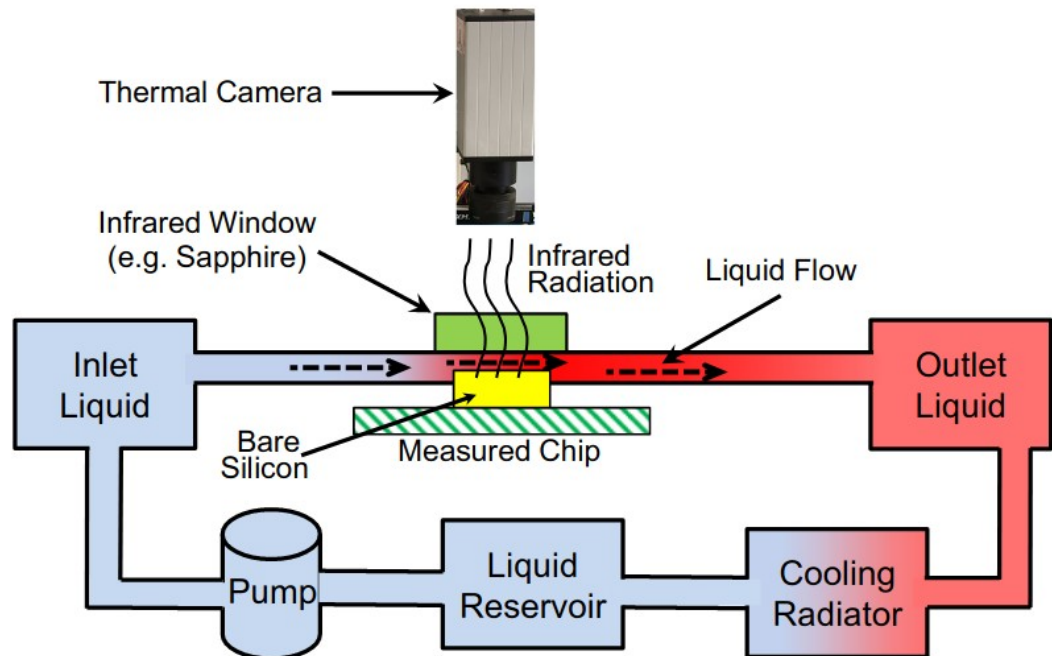 Thermal Camera
Infrared Window
(e.g. Sapphire)
Infrared
Radiation
Liquid Flow
Inlet
Liquid
Outlet
Liquid
Bare
Silicon
Measured Chip
Pump
Liquid
Reservoir
Cooling
Radiator